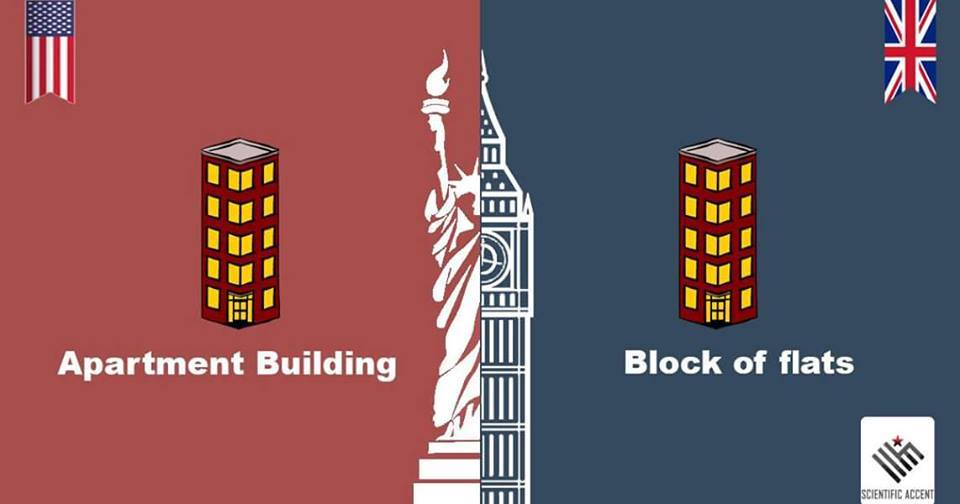 Apartment Building
Block of flats
SCIENTIFIC ACCENT